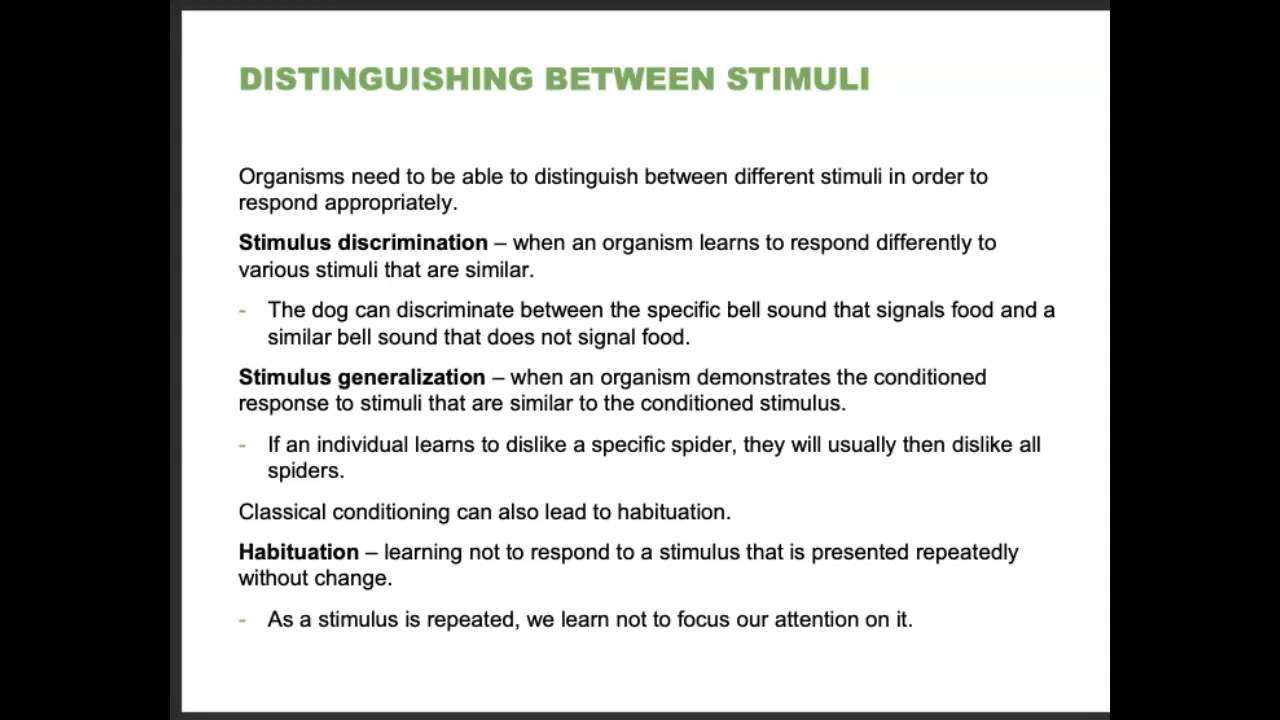 DISTINGUISHING BETWEEN STIMULI
Organisms need to be able to distinguish between different stimuli in order to
respond appropriately.
Stimulus discrimination – when an organism learns to respond differently to
various stimuli that are similar.
- The dog can discriminate between the specific bell sound that signals food and a
similar bell sound that does not signal food.
Stimulus generalization – when an organism demonstrates the conditioned
response to stimuli that are similar to the conditioned stimulus.
- If an individual learns to dislike a specific spider, they will usually then dislike all
spiders.
Classical conditioning can also lead to habituation.
Habituation – learning not to respond to a stimulus that is presented repeatedly
without change.
- As a stimulus is repeated, we learn not to focus our attention on it.